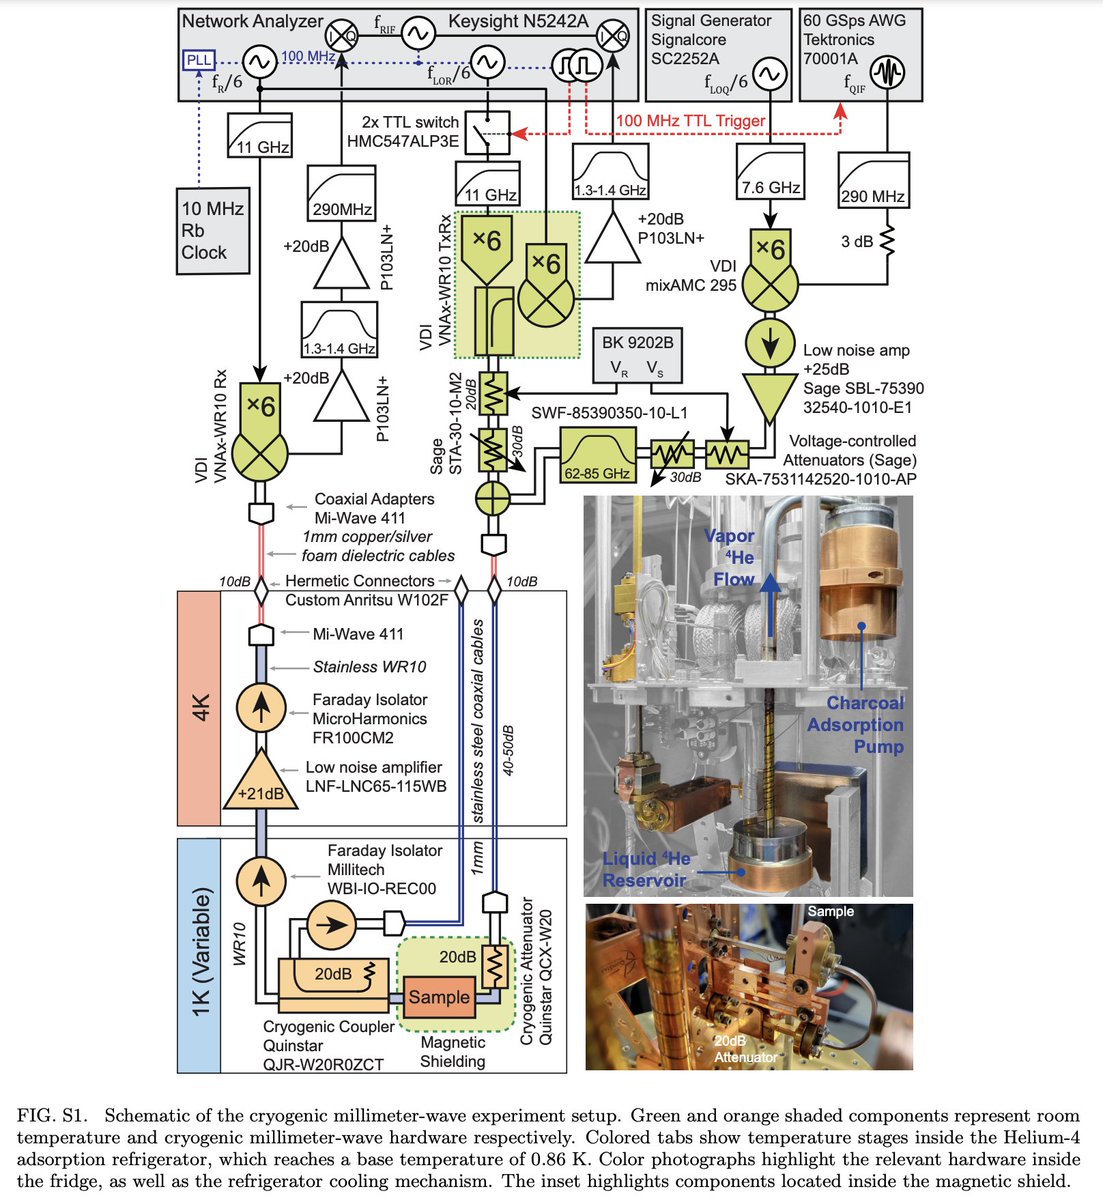 Network Analyzer
f_RIF
Keysight N5242A
Signal Generator
Signalcore
SC2252A
60 GSps AWG
Tektronics
70001A
I Q
I Q
PLL
100 MHz
f_R/6
f_LOR/6
f_LOQ/6
f_QIF
2x TTL switch
HMC547ALP3E
100 MHz TTL Trigger
11 GHz
290MHz
11 GHz
1.3-1.4 GHz
7.6 GHz
290 MHz
10 MHz
Rb
Clock
+20dB
P103LN+
VDI
VNAx-WR10 TxRx
×6
×6
+20dB
P103LN+
×6
VDI
mixAMC 295
3 dB
1.3-1.4 GHz
+20dB
P103LN+
BK 9202B
V_R V_S
Low noise amp
+25dB
Sage SBL-75390
32540-1010-E1
VDI
VNAx-WR10 Rx
×6
Sage
STA-30-10-M2
20dB
30dB
SWF-85390350-10-L1
62-85 GHz
30dB
Voltage-controlled
Attenuators (Sage)
SKA-7531142520-1010-AP
Coaxial Adapters
Mi-Wave 411
1mm copper/silver
foam dielectric cables
10dB
Hermetic Connectors
10dB
Custom Anritsu W102F
4K
Mi-Wave 411
Stainless WR10
Faraday Isolator
MicroHarmonics
FR100CM2
Low noise amplifier
LNF-LNC65-115WB
+21dB
1mm stainless steel coaxial cables
40-50dB
1K (Variable)
Faraday Isolator
Millitech
WBI-IO-REC00
WR10
20dB
20dB
Sample
Cryogenic Attenuator
Quinstar QCX-W20
Cryogenic Coupler
Quinstar
QJR-W20R0ZCT
Magnetic
Shielding
Vapor
⁴He
Flow
Charcoal
Adsorption
Pump
Liquid ⁴He
Reservoir
Sample
20dB
Attenuator
FIG. S1. Schematic of the cryogenic millimeter-wave experiment setup. Green and orange shaded components represent room
temperature and cryogenic millimeter-wave hardware respectively. Colored tabs show temperature stages inside the Helium-4
adsorption refrigerator, which reaches a base temperature of 0.86 K. Color photographs highlight the relevant hardware inside
the fridge, as well as the refrigerator cooling mechanism. The inset highlights components located inside the magnetic shield.